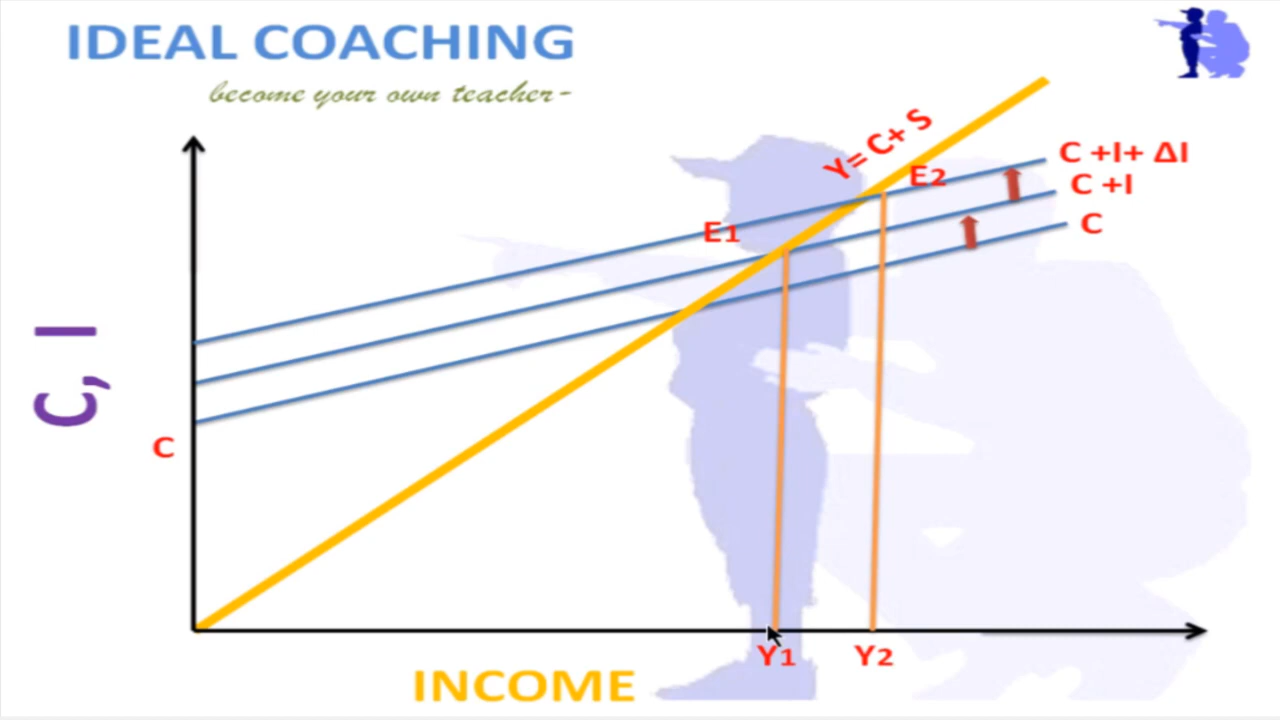 IDEAL COACHING
become your own teacher-
Y= C+ S
C +I+ ΔI
E2
C +I
E1
C
C, I
C
Y1
Y2
INCOME